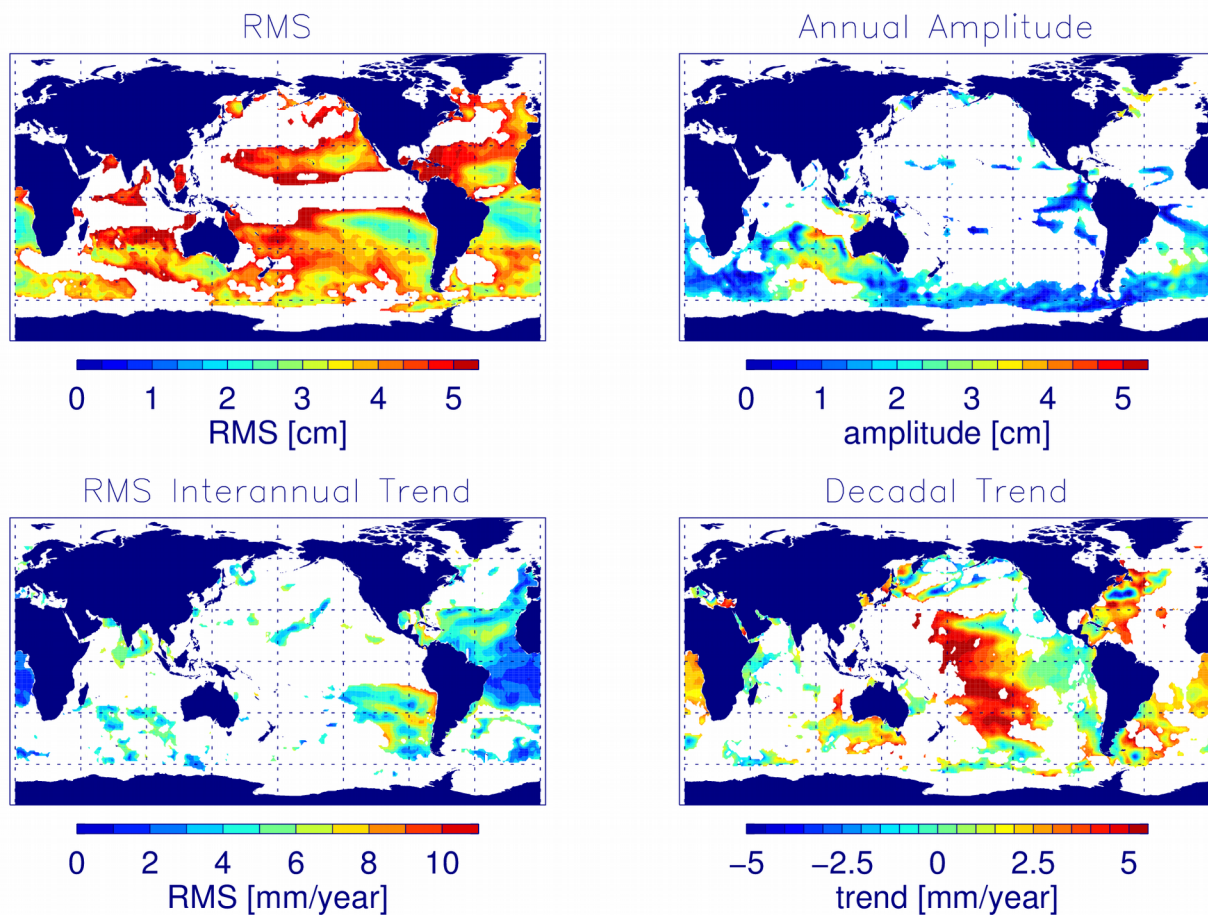 RMS
Annual Amplitude
0 1 2 3 4 5
RMS [cm]
0 1 2 3 4 5
amplitude [cm]
RMS Interannual Trend
Decadal Trend
0 2 4 6 8 10
RMS [mm/year]
−5 −2.5 0 2.5 5
trend [mm/year]